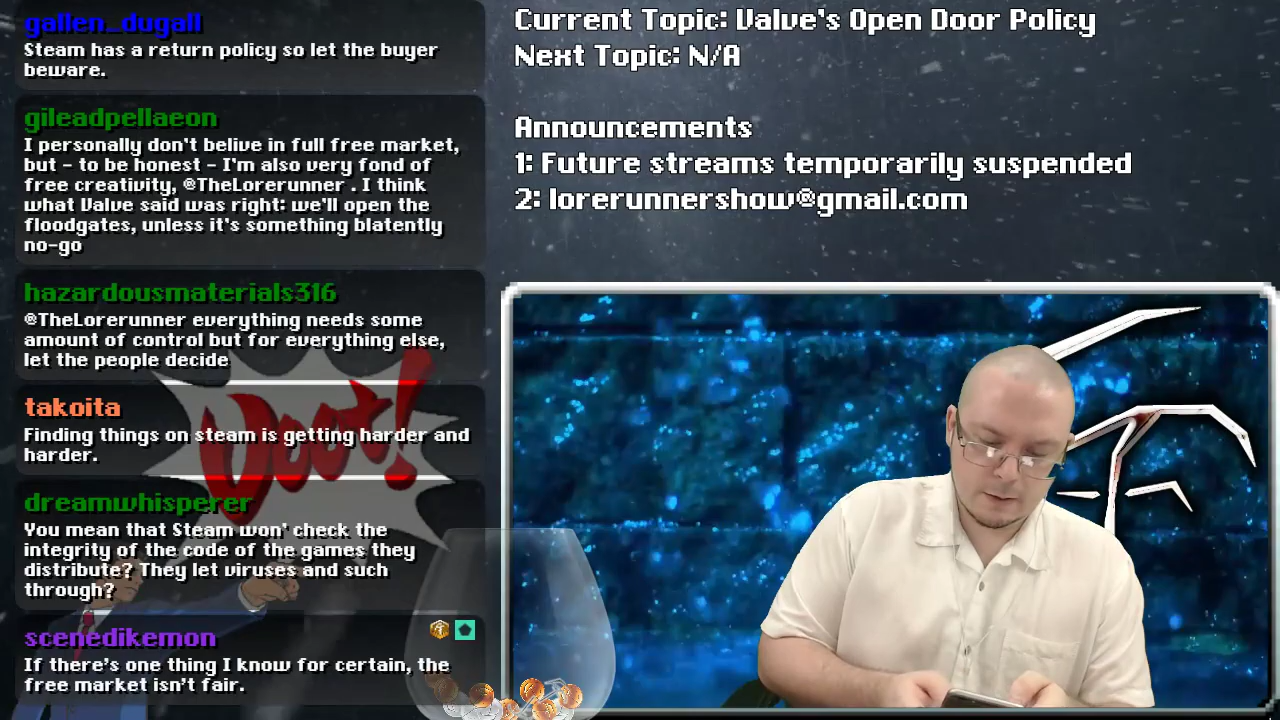 gallen_dugall
Steam has a return policy so let the buyer
beware.
gileadpellaeon
I personally don't belive in full free market,
but - to be honest - I'm also very fond of
free creativity, @TheLorerunner . I think
what Valve said was right: we'll open the
floodgates, unless it's something blatently
no-go
hazardousmaterials316
@TheLorerunner everything needs some
amount of control but for everything else,
let the people decide
takoita
Finding things on steam is getting harder and
harder.
dreamwhisperer
You mean that Steam won' check the
integrity of the code of the games they
distribute? They let viruses and such
through?
scenedikemon
If there's one thing I know for certain, the
free market isn't fair.
Doot!
Current Topic: Valve's Open Door Policy
Next Topic: N/A
Announcements
1: Future streams temporarily suspended
2: lorerunnershow@gmail.com